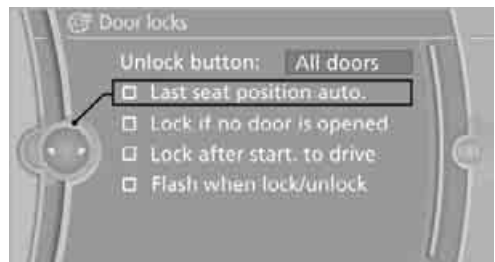 Door locks
Unlock button: All doors
Last seat position auto.
Lock if no door is opened
Lock after start. to drive
Flash when lock/unlock